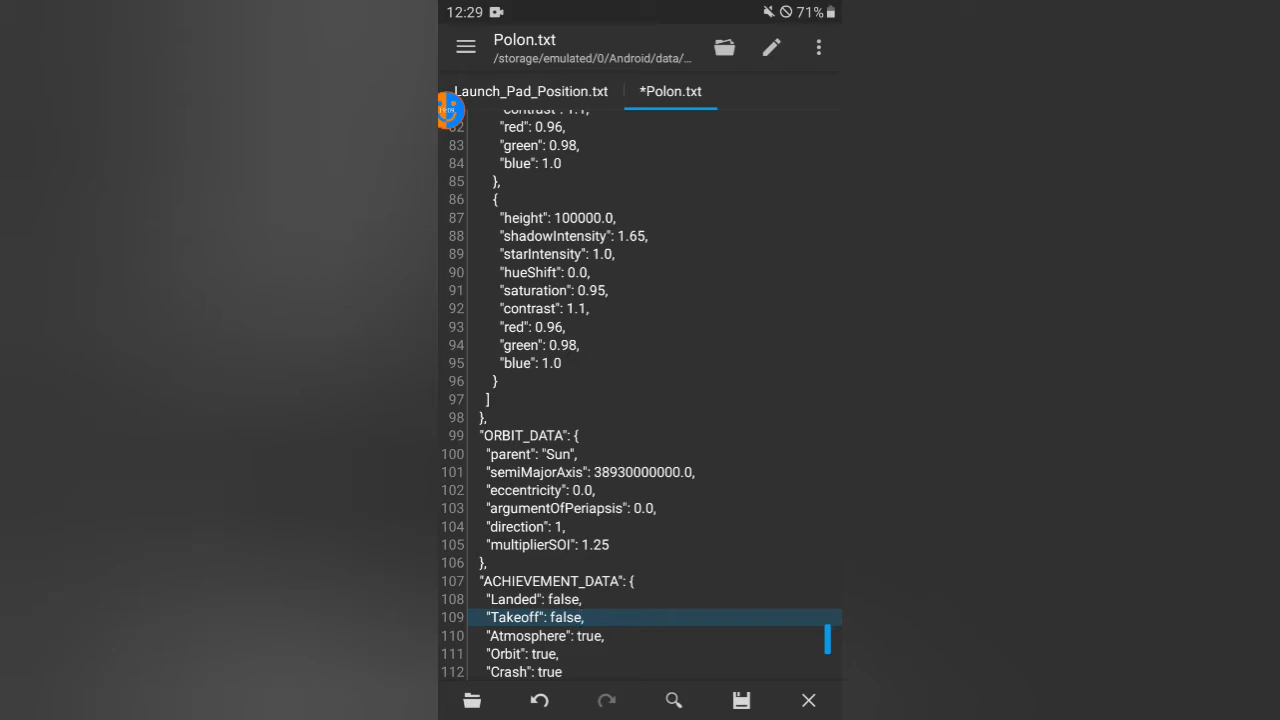 12:29
71%
Polon.txt
/storage/emulated/0/Android/data/...
Launch_Pad_Position.txt
*Polon.txt
"contrast": 1.1,
82 "red": 0.96,
83 "green": 0.98,
84 "blue": 1.0
85 },
86 {
87 "height": 100000.0,
88 "shadowIntensity": 1.65,
89 "starIntensity": 1.0,
90 "hueShift": 0.0,
91 "saturation": 0.95,
92 "contrast": 1.1,
93 "red": 0.96,
94 "green": 0.98,
95 "blue": 1.0
96 }
97 ]
98 },
99 "ORBIT_DATA": {
100 "parent": "Sun",
101 "semiMajorAxis": 38930000000.0,
102 "eccentricity": 0.0,
103 "argumentOfPeriapsis": 0.0,
104 "direction": 1,
105 "multiplierSOI": 1.25
106 },
107 "ACHIEVEMENT_DATA": {
108 "Landed": false,
109 "Takeoff": false,
110 "Atmosphere": true,
111 "Orbit": true,
112 "Crash": true